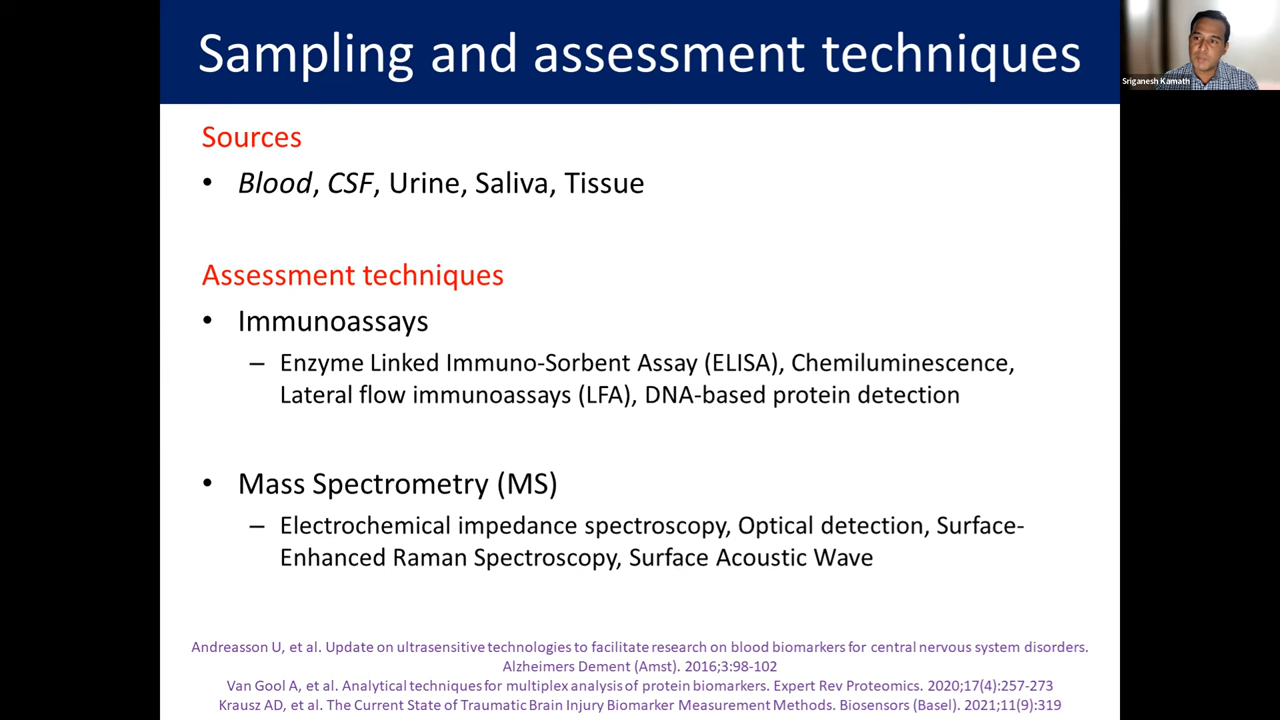 Sampling and assessment techniques
Sriganesh Kamath
Sources
• Blood, CSF, Urine, Saliva, Tissue
Assessment techniques
• Immunoassays
– Enzyme Linked Immuno-Sorbent Assay (ELISA), Chemiluminescence,
Lateral flow immunoassays (LFA), DNA-based protein detection
• Mass Spectrometry (MS)
– Electrochemical impedance spectroscopy, Optical detection, Surface-
Enhanced Raman Spectroscopy, Surface Acoustic Wave
Andreasson U, et al. Update on ultrasensitive technologies to facilitate research on blood biomarkers for central nervous system disorders.
Alzheimers Dement (Amst). 2016;3:98-102
Van Gool A, et al. Analytical techniques for multiplex analysis of protein biomarkers. Expert Rev Proteomics. 2020;17(4):257-273
Krausz AD, et al. The Current State of Traumatic Brain Injury Biomarker Measurement Methods. Biosensors (Basel). 2021;11(9):319